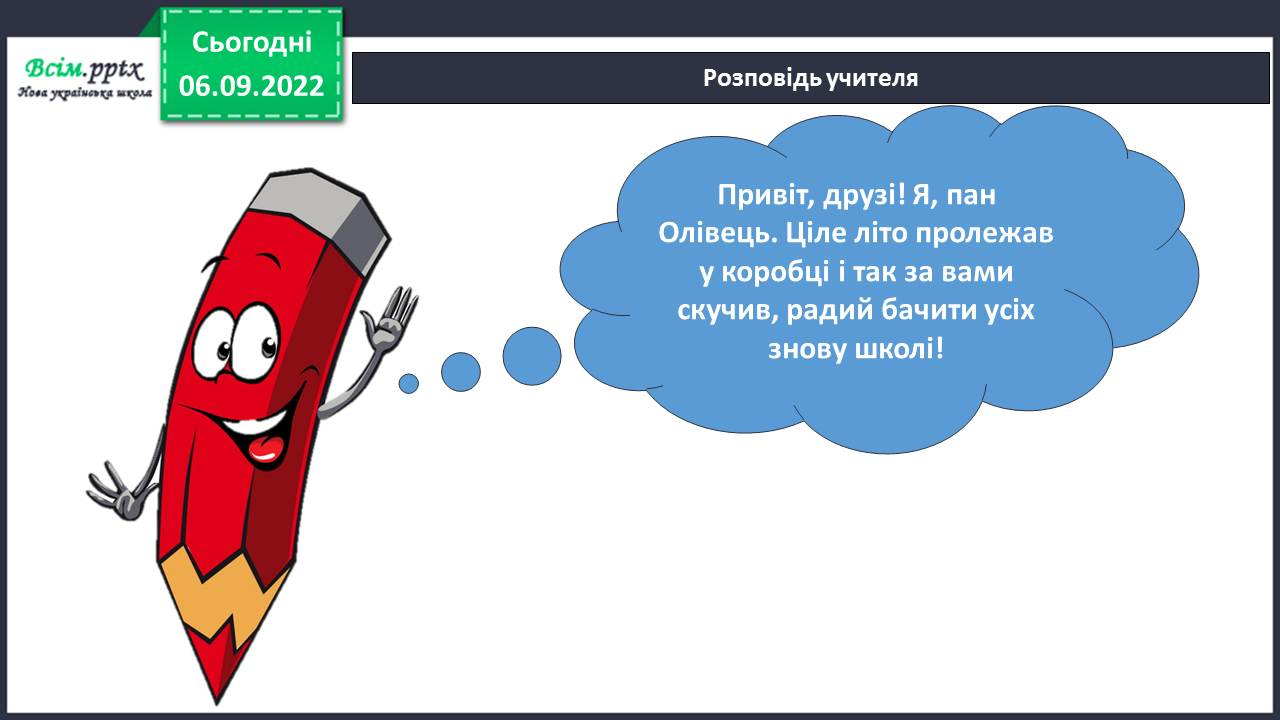 Всім.pptx
Нова українська школа
Сьогодні
06.09.2022
Розповідь учителя
Привіт, друзі! Я, пан
Олівець. Ціле літо пролежав
у коробці і так за вами
скучив, радий бачити усіх
знову школі!